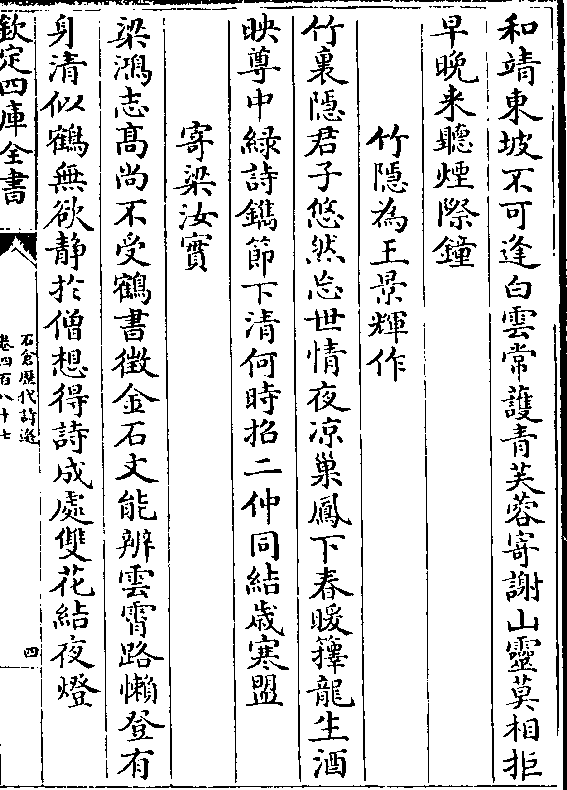 和靖東坡不可逢白雲常護青芙蓉寄謝山靈莫相拒
早晚来聽煙際鐘
竹隱為王景輝作
竹裏隱君子悠然忘世情夜凉巢鳳下春暖籜龍生酒
映尊中緑詩鐫節下清何時招二仲同結歳寒盟
寄梁汝實
梁鴻志髙尚不受鶴書徴金石文能辨雲霄路懶登有
身清似鶴無欲静於僧想得詩成處雙花結夜燈
欽定四庫全書
石倉歴代詩選
卷四百八十七
四